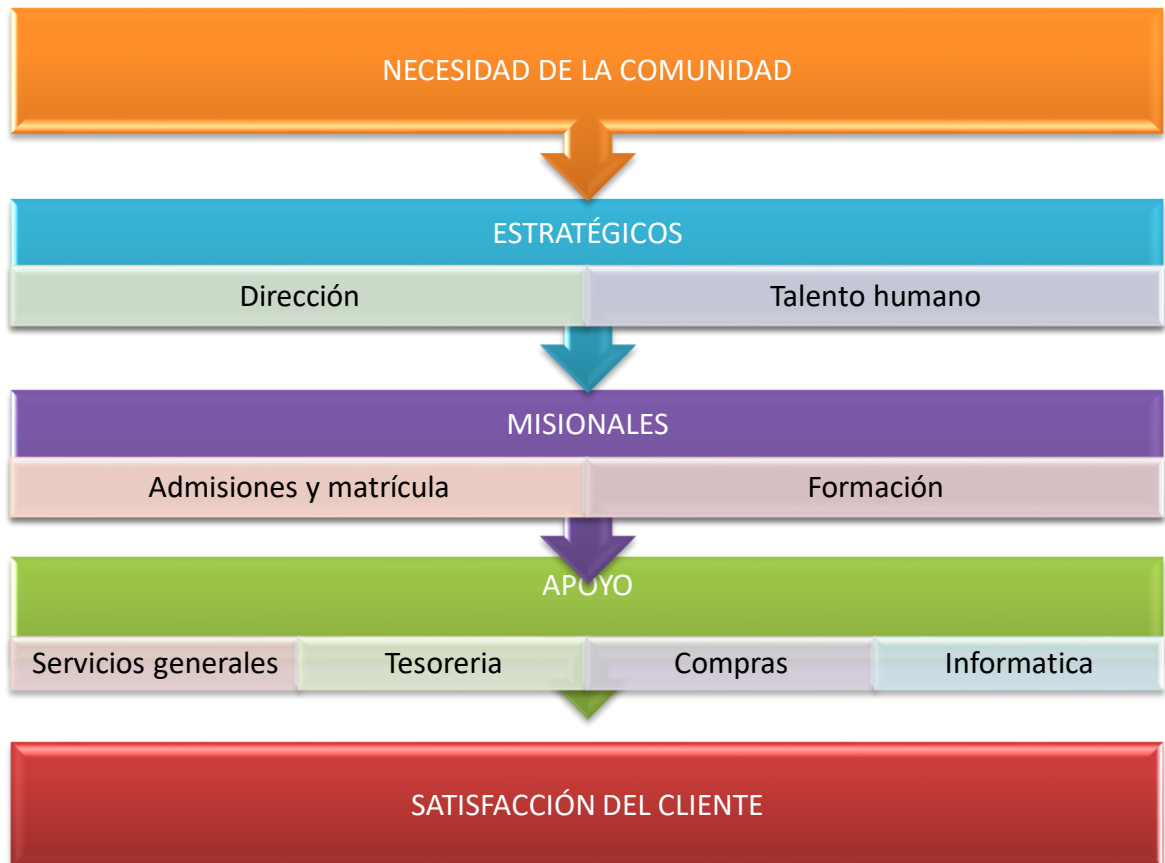 NECESIDAD DE LA COMUNIDAD
ESTRATÉGICOS
Dirección
Talento humano
MISIONALES
Admisiones y matrícula
Formación
APOYO
Servicios generales
Tesoreria
Compras
Informatica
SATISFACCIÓN DEL CLIENTE